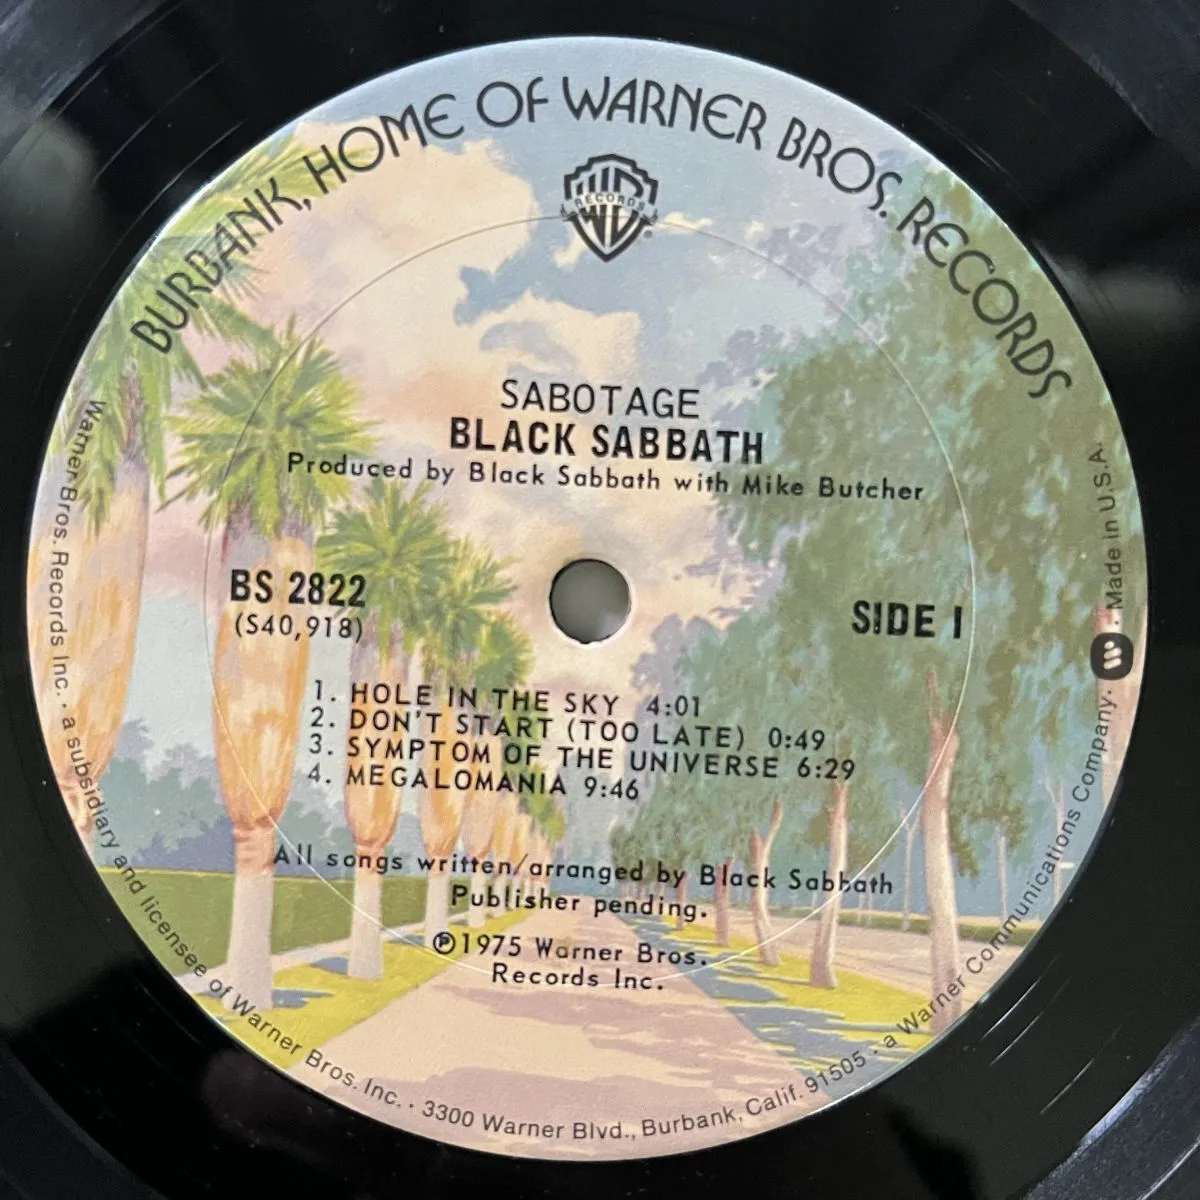 BURBANK, HOME OF WARNER BROS. RECORDS
WB
RECORDS
®
SABOTAGE
BLACK SABBATH
Produced by Black Sabbath with Mike Butcher
BS 2822
(S40,918)
SIDE 1
1. HOLE IN THE SKY 4:01
2. DON'T START (TOO LATE) 0:49
3. SYMPTOM OF THE UNIVERSE 6:29
4. MEGALOMANIA 9:46
All songs written/arranged by Black Sabbath
Publisher pending.
℗1975 Warner Bros.
Records Inc.
Warner Bros. Records Inc. · a subsidiary and licensee of Warner Bros. Inc. · 3300 Warner Blvd., Burbank, Calif. 91505 · a Warner Communications Company. · Made in U.S.A.